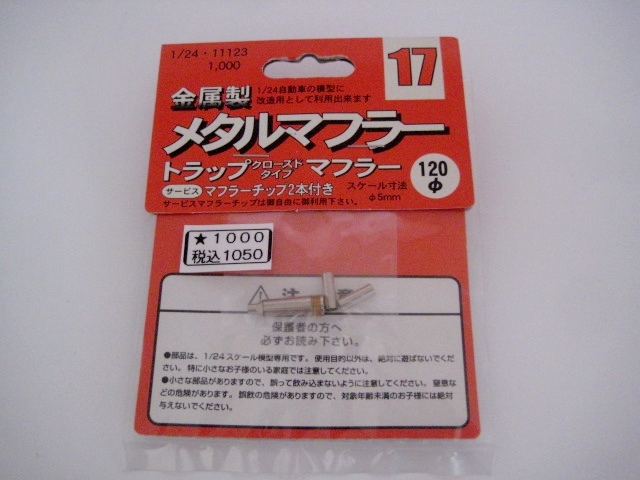 1/24・11123
1,000
17
金属製
1/24自動車の模型に
改造用として利用出来ます
メタルマフラー
トラップクローズドタイプマフラー
サービス マフラーチップ2本付き
スケール寸法
φ5mm
120
φ
サービスマフラーチップは御自由に御利用下さい。
★1000
税込1050
注
保護者の方へ
必ずお読み下さい。
●部品は、1/24スケール模型専用です。使用目的以外は、絶対に遊ばないでくだ
さい。特に小さなお子様のいる家庭では注意してください。
●小さな部品がありますので、誤って飲み込まないように注意してください。窒息な
どの危険があります。誤飲の危険がありますので、対象年齢未満のお子様には絶対
与えないでください。